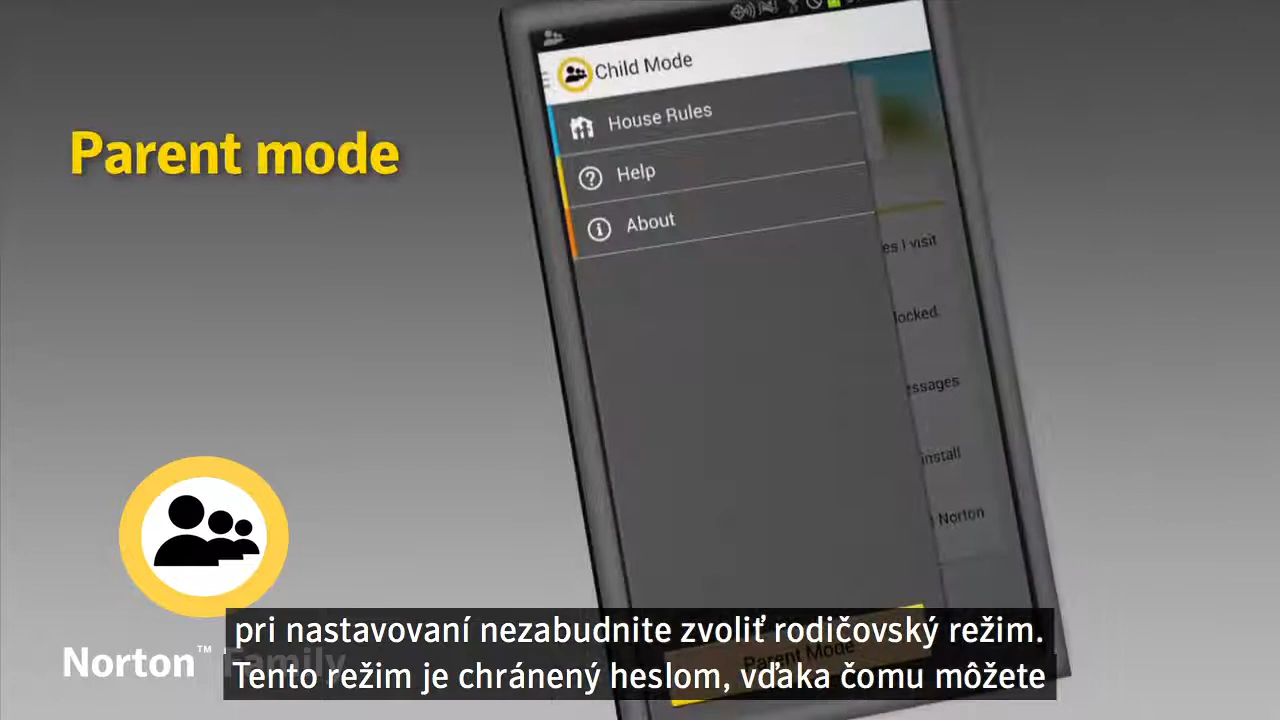 Child Mode
House Rules
Parent mode
Help
About
es I visit
locked.
essages
install
Norton
pri nastavovaní nezabudnite zvoliť rodičovský režim.
Parent Mode
Norton™ Family
Tento režim je chránený heslom, vďaka čomu môžete